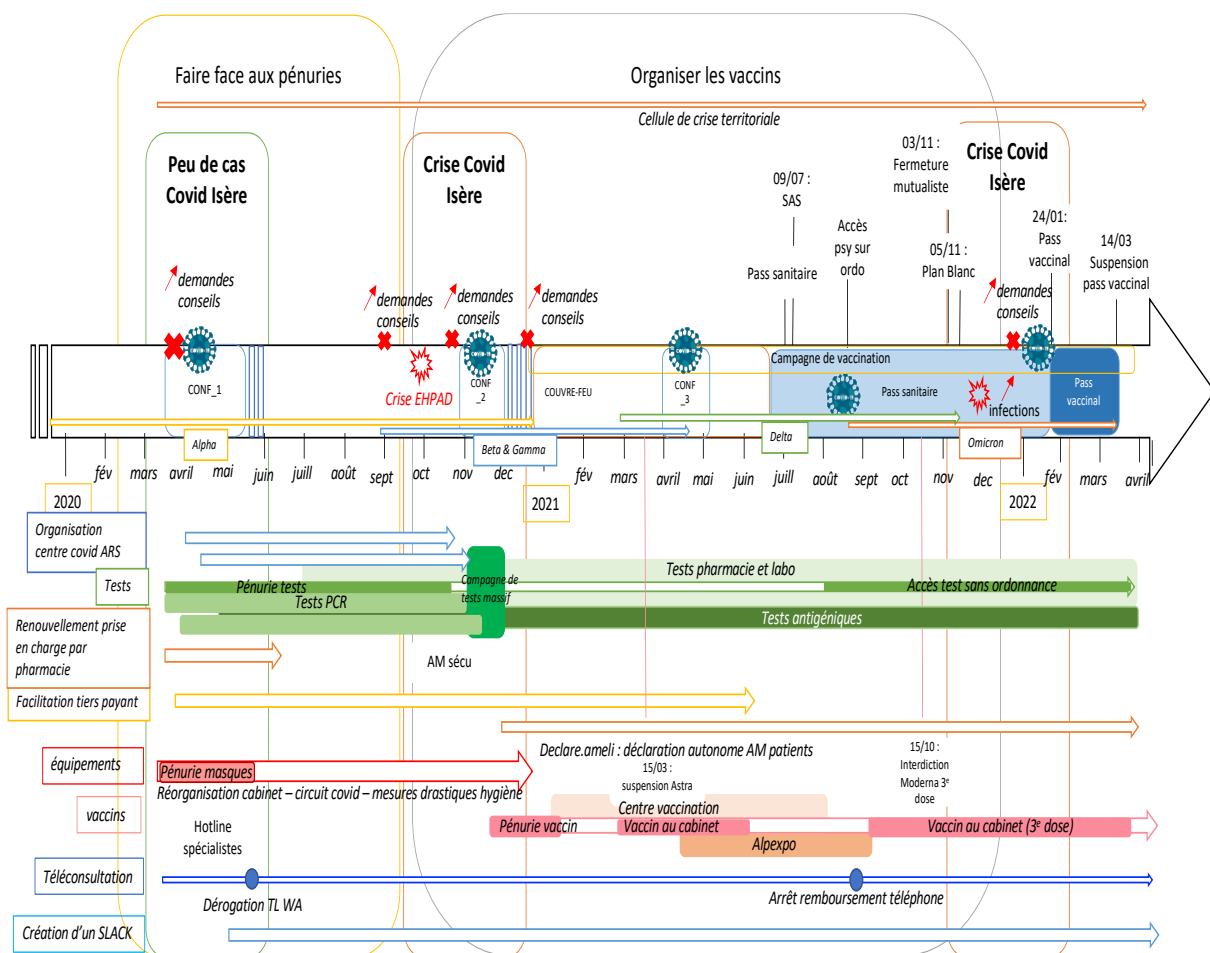 Faire face aux pénuries
Organiser les vaccins
Cellule de crise territoriale
Peu de cas
Covid Isère
Crise Covid
Isère
03/11 :
Fermeture
mutualiste
Crise Covid
Isère
09/07 :
SAS
Accès
psy sur
ordo
24/01:
Pass
vaccinal
05/11 :
Plan Blanc
14/03
Suspension
pass vaccinal
Pass sanitaire
demandes
conseils
demandes
conseils
demandes
conseils
demandes
conseils
demandes
conseils
Campagne de vaccination
CONF_1
Crise EHPAD
CONF
_2
COUVRE-FEU
CONF
_3
Pass sanitaire
infections
Pass
vaccinal
Alpha
Beta & Gamma
Delta
Omicron
fév
mars
avril
mai
juin
juill
août
sept
oct
nov
dec
fév
mars
avril
mai
juin
juill
août
sept
oct
nov
dec
fév
mars
avril
2020
2021
2022
Organisation
centre covid ARS
Tests
Pénurie tests
Campagne de
tests massif
Tests pharmacie et labo
Accès test sans ordonnance
Tests PCR
Tests antigéniques
Renouvellement prise
en charge par
pharmacie
AM sécu
Facilitation tiers payant
Declare.ameli : déclaration autonome AM patients
équipements
Pénurie masques
Réorganisation cabinet – circuit covid – mesures drastiques hygiène
15/03 :
suspension Astra
15/10 :
Interdiction
Moderna 3e
dose
vaccins
Centre vaccination
Pénurie vaccin
Vaccin au cabinet
Vaccin au cabinet (3e dose)
Alpexpo
Hotline
spécialistes
Téléconsultation
Dérogation TL WA
Arrêt remboursement téléphone
Création d’un SLACK